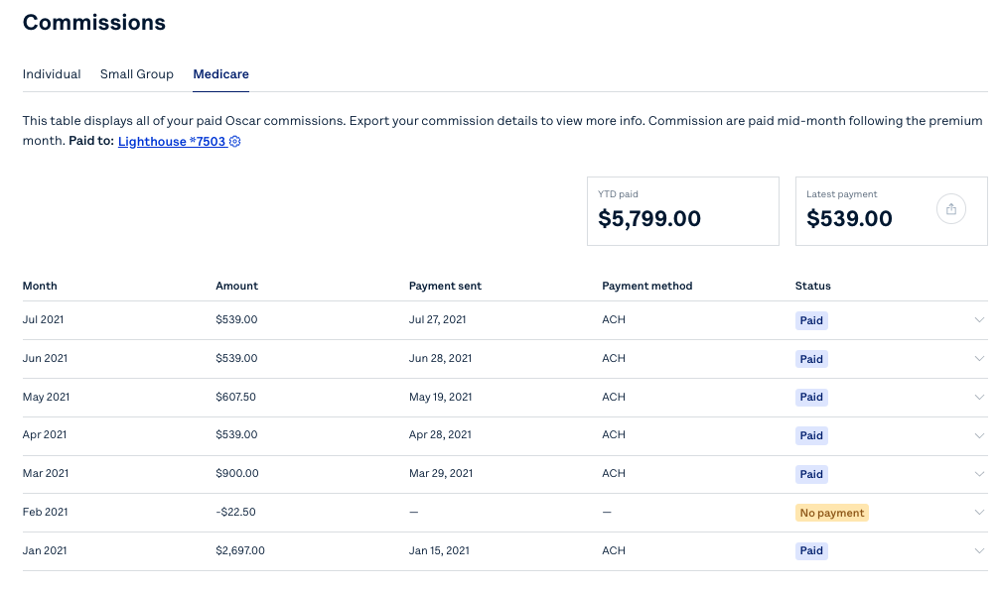 Commissions
Individual Small Group Medicare
This table displays all of your paid Oscar commissions. Export your commission details to view more info. Commission are paid mid-month following the premium
month. Paid to: Lighthouse *7503
YTD paid Latest payment
$5,799.00 $539.00
Month Amount Payment sent Payment method Status
Jul 2021 $539.00 Jul 27, 2021 ACH Paid
Jun 2021 $539.00 Jun 28, 2021 ACH Paid
May 2021 $607.50 May 19, 2021 ACH Paid
Apr 2021 $539.00 Apr 28, 2021 ACH Paid
Mar 2021 $900.00 Mar 29, 2021 ACH Paid
Feb 2021 -$22.50 — — No payment
Jan 2021 $2,697.00 Jan 15, 2021 ACH Paid